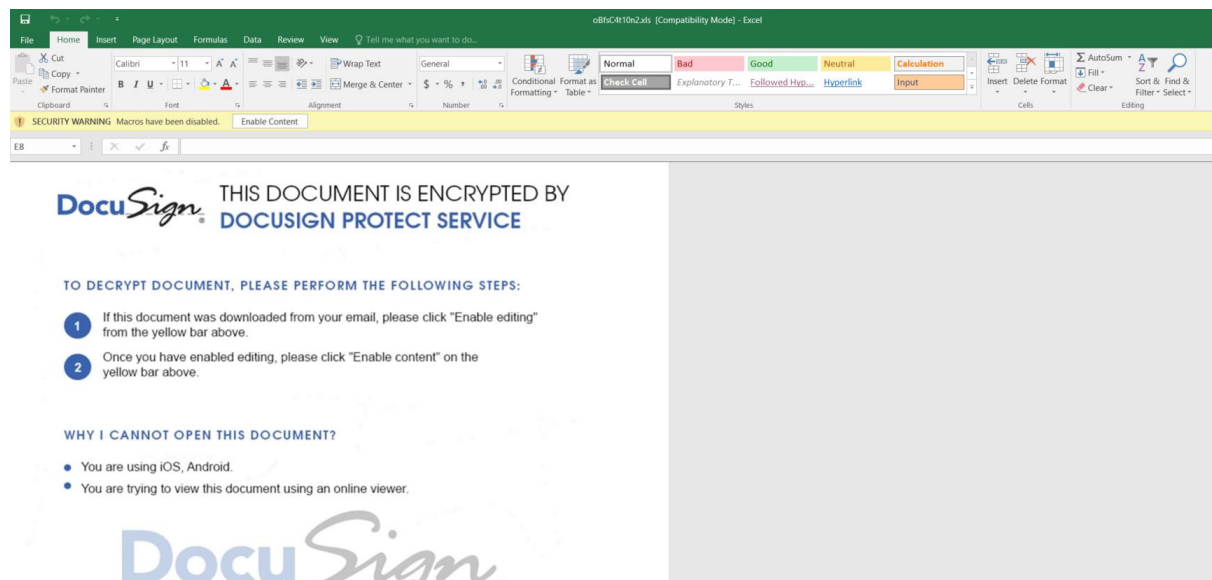 oBfsC4t10n2.xls [Compatibility Mode] - Excel
File Home Insert Page Layout Formulas Data Review View Tell me what you want to do...
Paste
Cut
Copy
Format Painter
Clipboard
Calibri 11 A A
B I U A
Font
Wrap Text
Merge & Center
Alignment
General
$ % ,
Number
Conditional Formatting
Format as Table
Normal Bad Good Neutral Calculation
Check Cell Explanatory T... Followed Hyp... Hyperlink Input
Styles
Insert Delete Format
Cells
AutoSum
Fill
Clear
Sort & Filter
Find & Select
Editing
SECURITY WARNING Macros have been disabled. Enable Content
E8 fx
DocuSign® THIS DOCUMENT IS ENCRYPTED BY
DOCUSIGN PROTECT SERVICE
TO DECRYPT DOCUMENT, PLEASE PERFORM THE FOLLOWING STEPS:
1 If this document was downloaded from your email, please click "Enable editing"
from the yellow bar above.
2 Once you have enabled editing, please click "Enable content" on the
yellow bar above.
WHY I CANNOT OPEN THIS DOCUMENT?
• You are using iOS, Android.
• You are trying to view this document using an online viewer.
DocuSign